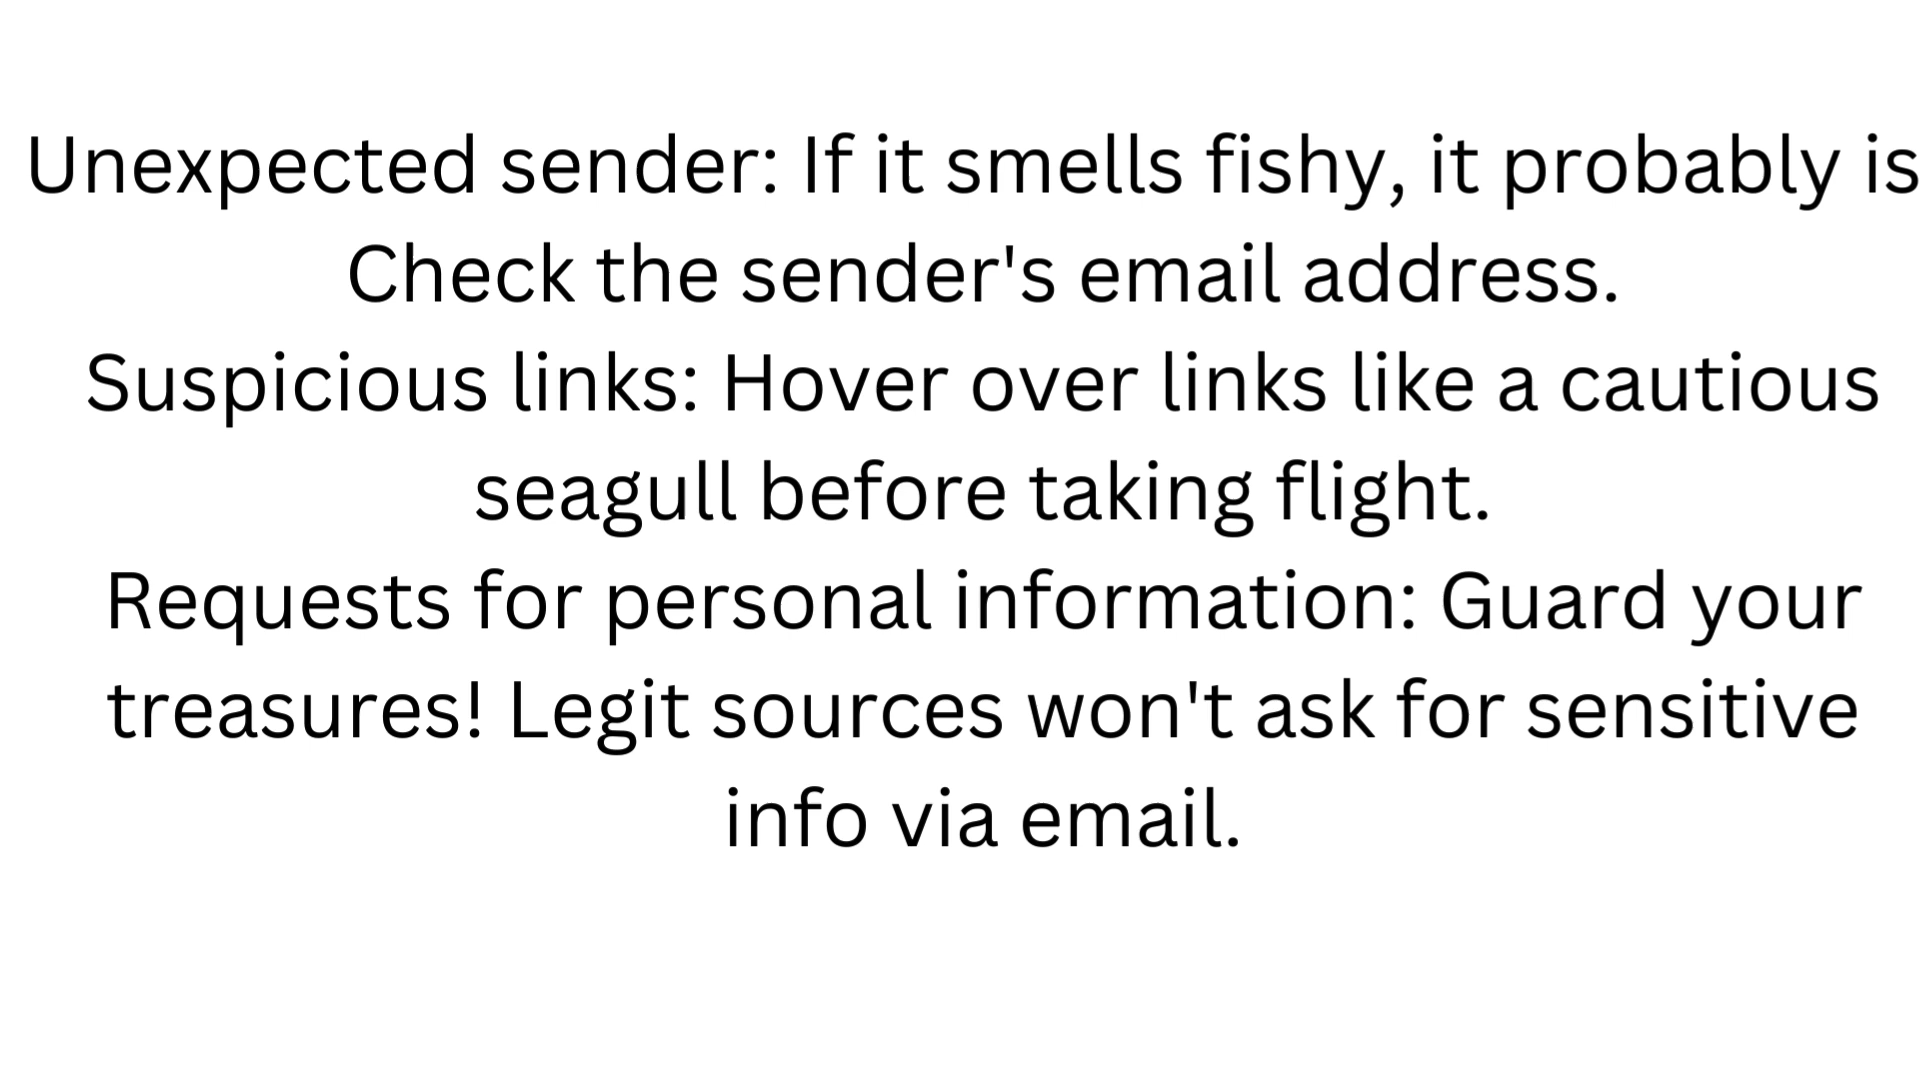 Unexpected sender: If it smells fishy, it probably is
Check the sender's email address.
Suspicious links: Hover over links like a cautious
seagull before taking flight.
Requests for personal information: Guard your
treasures! Legit sources won't ask for sensitive
info via email.